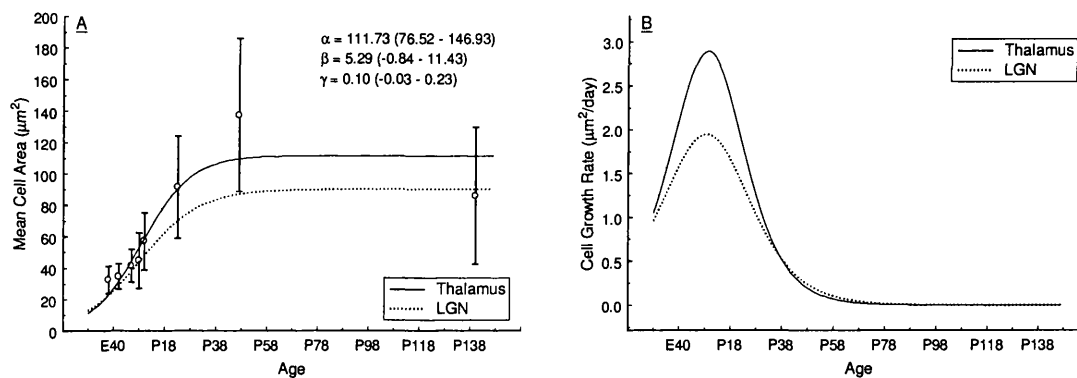 A
α = 111.73 (76.52 - 146.93)
β = 5.29 (-0.84 - 11.43)
γ = 0.10 (-0.03 - 0.23)
Mean Cell Area (μm²)
200
180
160
140
120
100
80
60
40
20
0
Thalamus
LGN
E40 P18 P38 P58 P78 P98 P118 P138
Age
B
Thalamus
LGN
Cell Growth Rate (μm²/day)
3.0
2.5
2.0
1.5
1.0
0.5
0.0
E40 P18 P38 P58 P78 P98 P118 P138
Age